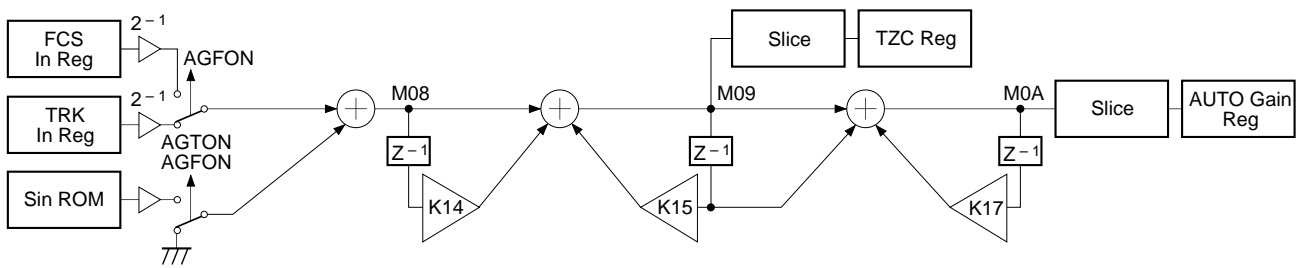 FCS
In Reg
2⁻¹
AGFON
TRK
In Reg
2⁻¹
AGTON
AGFON
Sin ROM
M08
Z⁻¹
K14
Slice
TZC Reg
M09
Z⁻¹
K15
M0A
Z⁻¹
K17
Slice
AUTO Gain
Reg